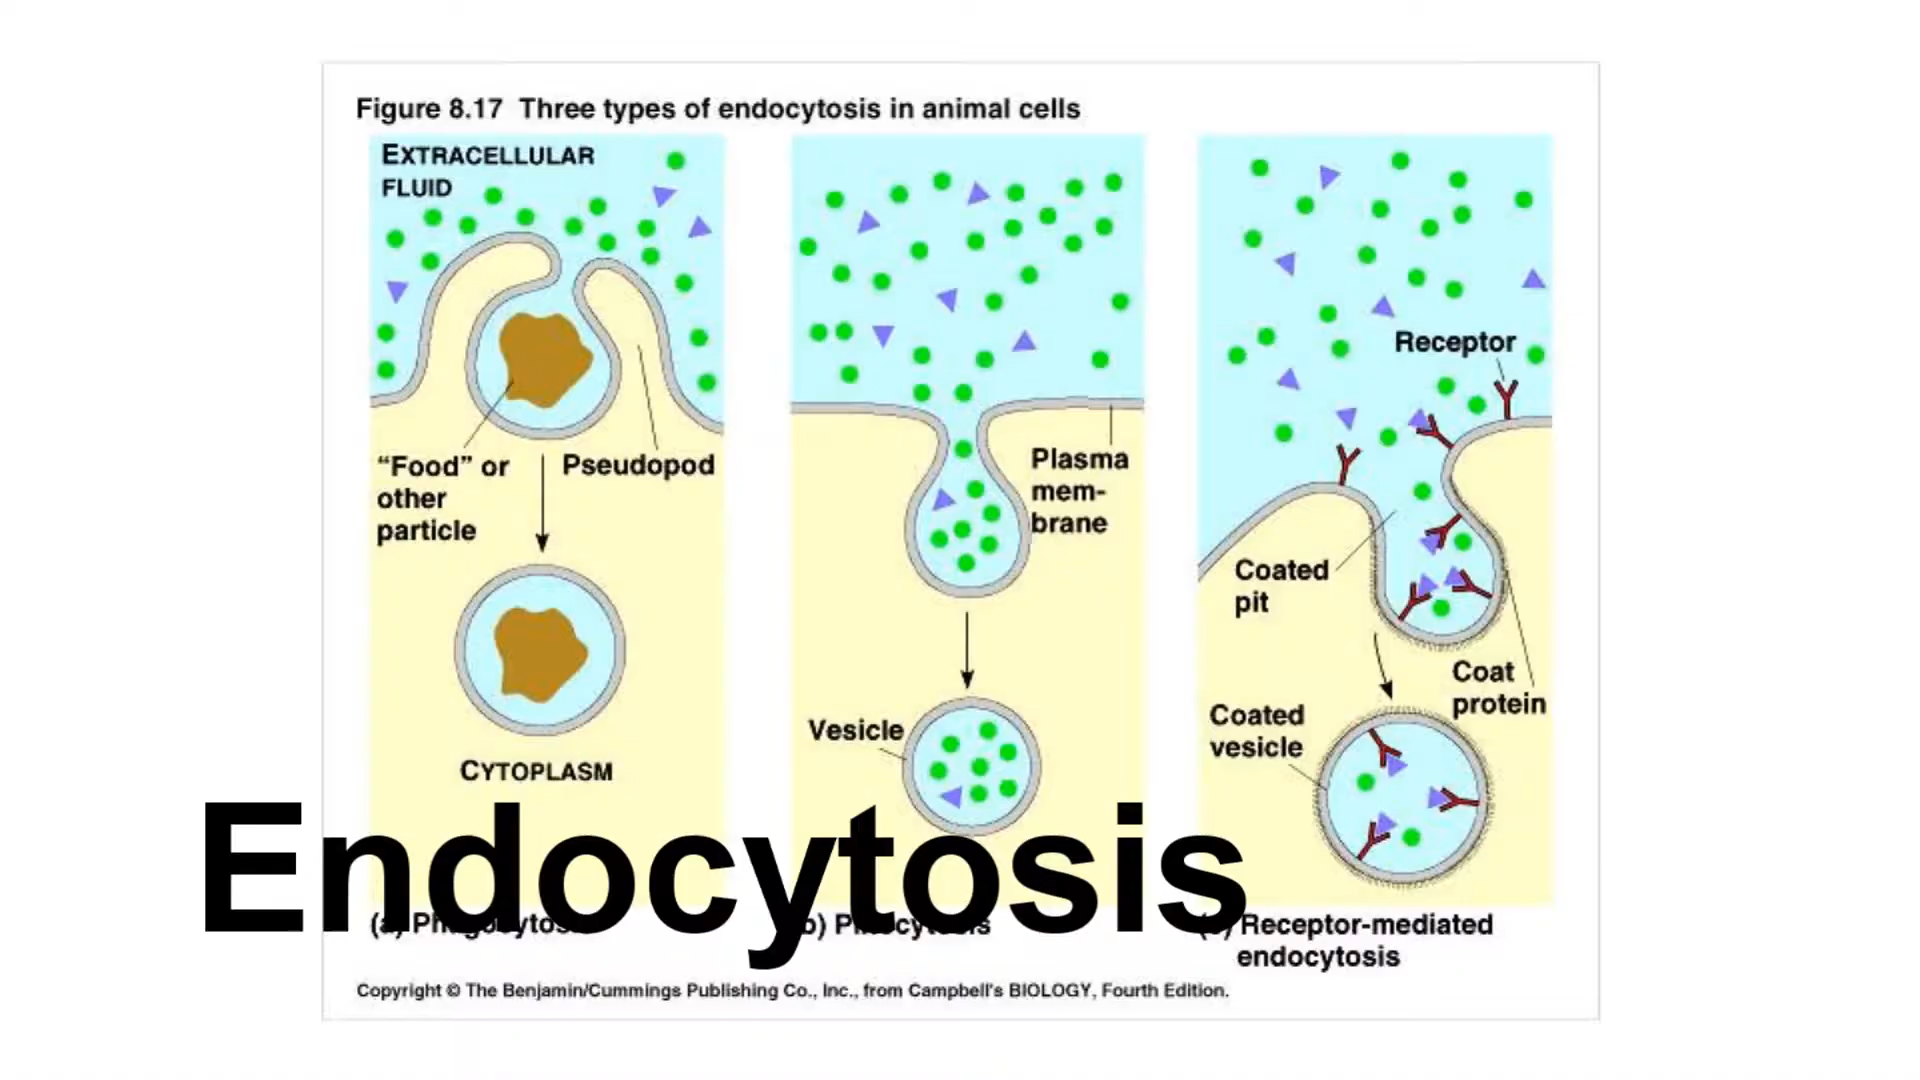 Figure 8.17 Three types of endocytosis in animal cells
EXTRACELLULAR
FLUID
"Food" or
other
particle
Pseudopod
CYTOPLASM
Plasma
mem-
brane
Vesicle
Receptor
Coated
pit
Coat
protein
Coated
vesicle
Endocytosis
(a) Phagocytosis
(b) Pinocytosis
(c) Receptor-mediated
endocytosis
Copyright © The Benjamin/Cummings Publishing Co., Inc., from Campbell's BIOLOGY, Fourth Edition.